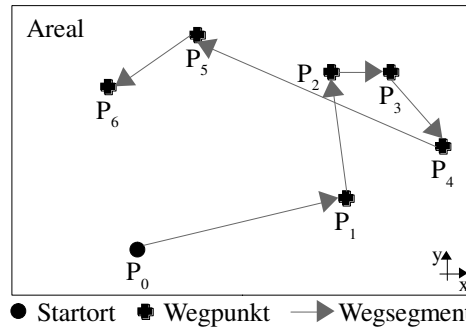 Areal
P5
P2
P3
P6
P4
P1
P0
y
x
Startort Wegpunkt Wegsegment